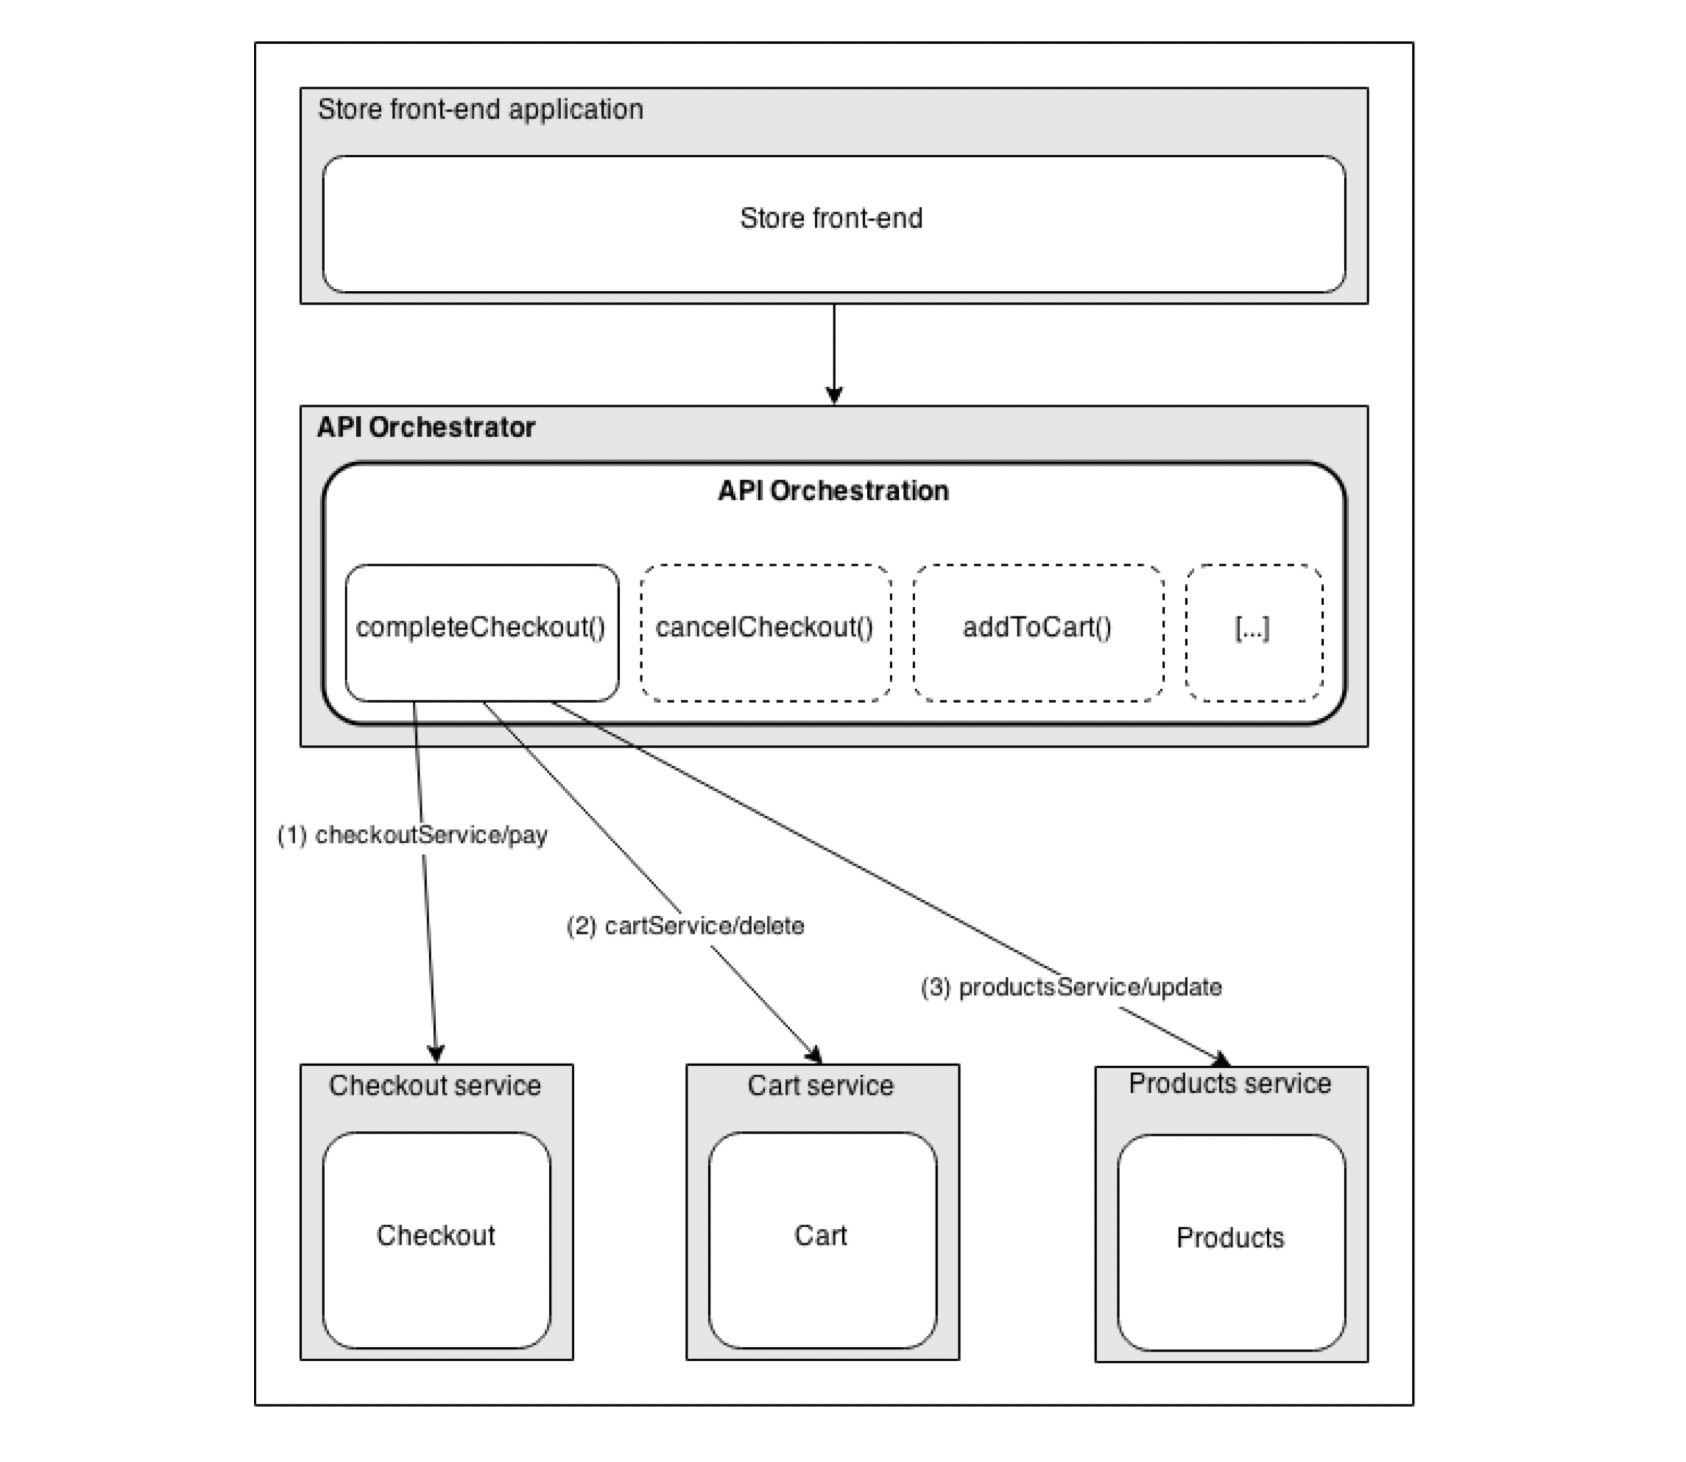 Store front-end application
Store front-end
API Orchestrator
API Orchestration
completeCheckout()
cancelCheckout()
addToCart()
[...]
(1) checkoutService/pay
(2) cartService/delete
(3) productsService/update
Checkout service
Cart service
Products service
Checkout
Cart
Products